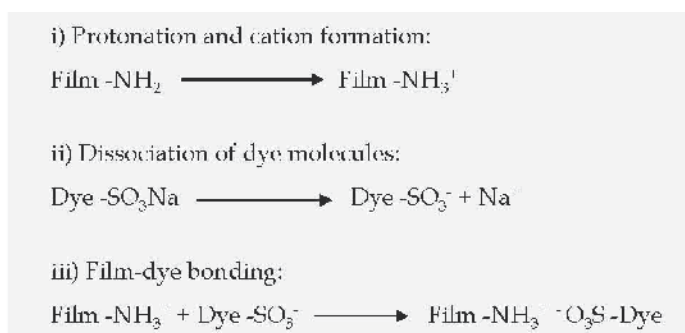 i) Protonation and cation formation:
Film -NH₂ ⟶ Film -NH₃⁺
ii) Dissociation of dye molecules:
Dye -SO₃Na ⟶ Dye -SO₃⁻ + Na
iii) Film-dye bonding:
Film -NH₃ + Dye -SO₃⁻ ⟶ Film -NH₃ ⁻O₃S -Dye